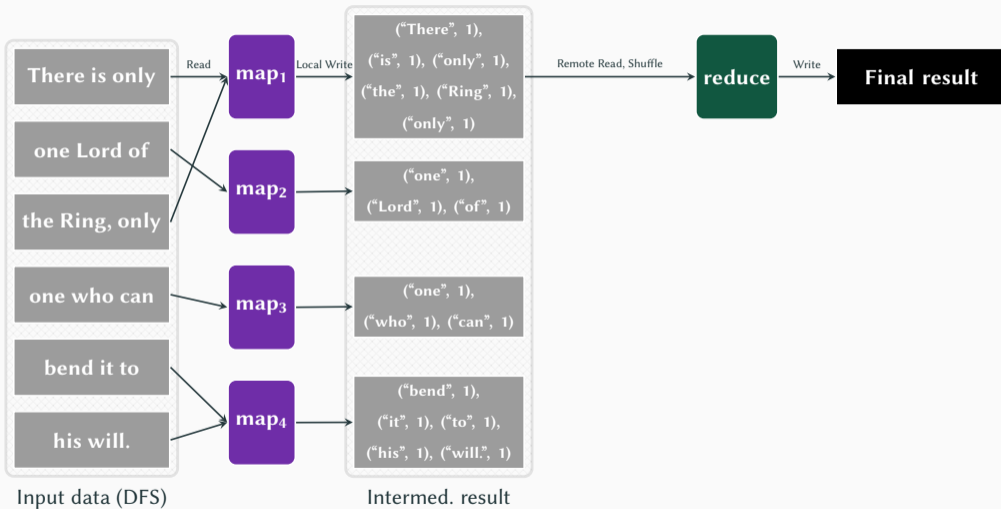 There is only
one Lord of
the Ring, only
one who can
bend it to
his will.
Input data (DFS)
Read
map1
map2
map3
map4
Local Write
(“There”, 1),
(“is”, 1), (“only”, 1),
(“the”, 1), (“Ring”, 1),
(“only”, 1)
(“one”, 1),
(“Lord”, 1), (“of”, 1)
(“one”, 1),
(“who”, 1), (“can”, 1)
(“bend”, 1),
(“it”, 1), (“to”, 1),
(“his”, 1), (“will.”, 1)
Intermed. result
Remote Read, Shuffle
reduce
Write
Final result